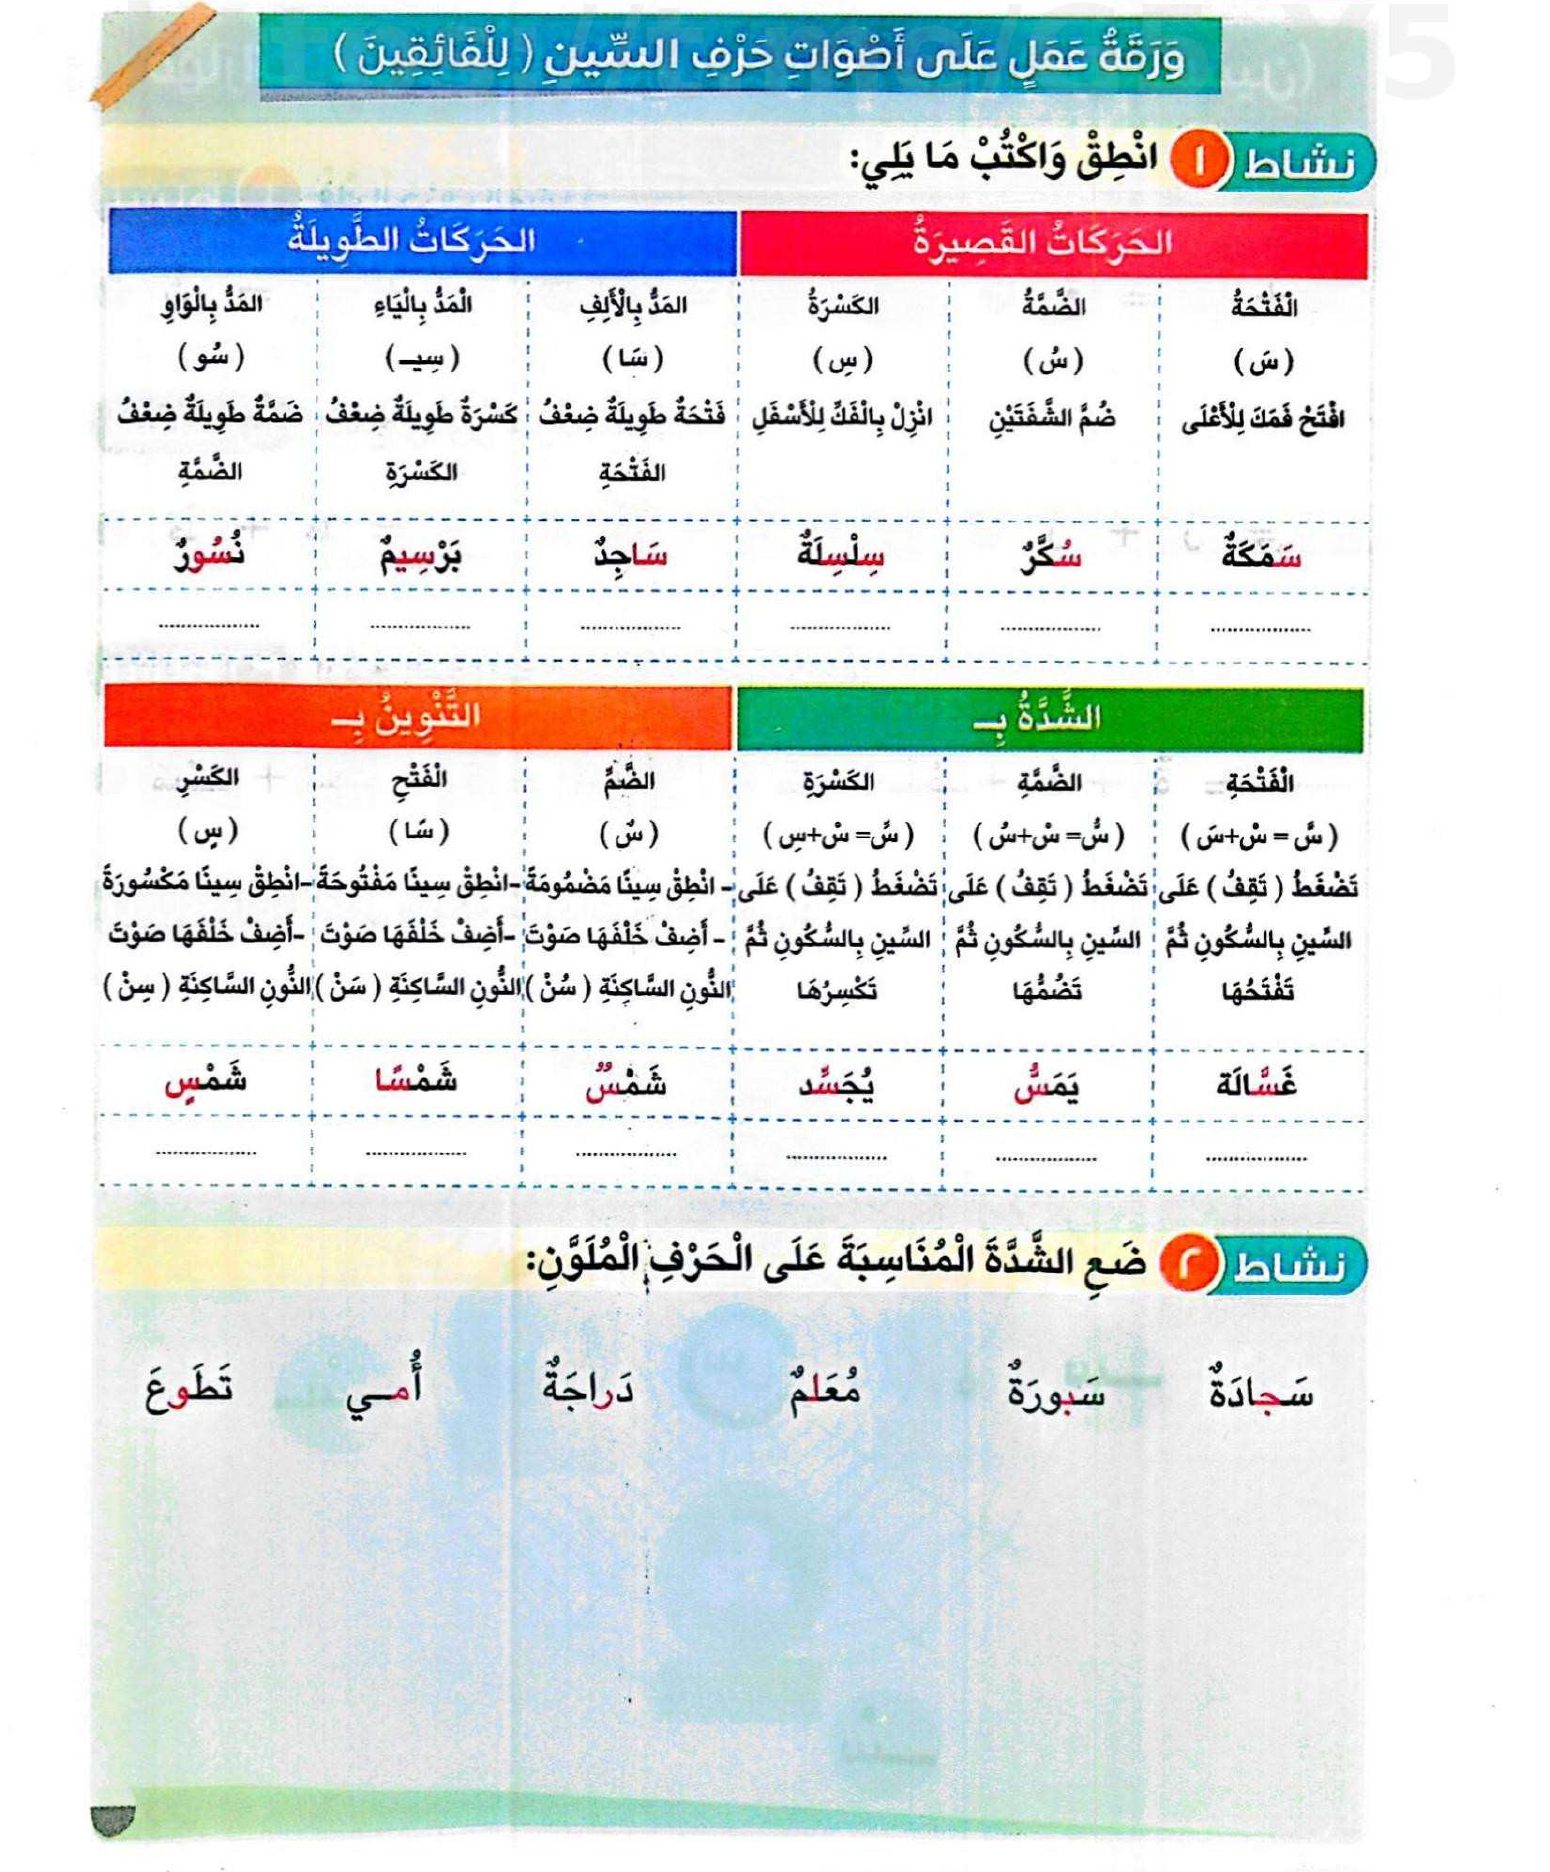 وَرَقَةُ عَمَلٍ عَلَى أَصْوَاتِ حَرْفِ السِّينِ ( لِلْفَائِقِينَ )
نشاط ١ انْطِقْ وَاكْتُبْ مَا يَلِي:
الحَرَكَاتُ القَصِيرَةُ الحَرَكَاتُ الطَّوِيلَةُ
الْفَتْحَةُ الضَّمَّةُ الكَسْرَةُ المَدُّ بِالْأَلِفِ الْمَدُّ بِالْيَاءِ المَدُّ بِالْوَاوِ
( سَ ) ( سُ ) ( سِ ) ( سَا ) ( سِيـ ) ( سُو )
افْتَحْ فَمَكَ لِلْأَعْلَى ضُمَّ الشَّفَتَيْنِ انْزِلْ بِالْفَكِّ لِلْأَسْفَلِ فَتْحَةٌ طَوِيلَةٌ ضِعْفُ كَسْرَةٌ طَوِيلَةٌ ضِعْفُ ضَمَّةٌ طَوِيلَةٌ ضِعْفُ
الفَتْحَةِ الكَسْرَةِ الضَّمَّةِ
سَمَكَةٌ سُكَّرٌ سِلْسِلَةٌ سَاجِدٌ بَرْسِيمٌ نُسُورٌ
الشَّدَّةُ بِـ التَّنْوِينُ بِـ
الْفَتْحَةِ الضَّمَّةِ الكَسْرَةِ الضَّمِّ الْفَتْحِ الكَسْرِ
( سَّ = سْ+سَ ) ( سُّ= سْ+سُ ) ( سِّ= سْ+سِ ) ( سٌ ) ( سًا ) ( سٍ )
تَضْغَطُ ( تَقِفُ ) عَلَى تَضْغَطُ ( تَقِفُ ) عَلَى تَضْغَطُ ( تَقِفُ ) عَلَى - انْطِقْ سِينًا مَضْمُومَةً -انْطِقْ سِينًا مَفْتُوحَةً -انْطِقْ سِينًا مَكْسُورَةً
السِّينِ بِالسُّكُونِ ثُمَّ السِّينِ بِالسُّكُونِ ثُمَّ السِّينِ بِالسُّكُونِ ثُمَّ - أَضِفْ خَلْفَهَا صَوْتَ -أَضِفْ خَلْفَهَا صَوْتَ -أَضِفْ خَلْفَهَا صَوْتَ
تَفْتَحُهَا تَضُمُّهَا تَكْسِرُهَا النُّونِ السَّاكِنَةِ ( سُنْ ) النُّونِ السَّاكِنَةِ ( سَنْ ) النُّونِ السَّاكِنَةِ ( سِنْ )
غَسَّالَة يَمَسُّ يُجَسِّد شَمْسٌ شَمْسًا شَمْسٍ
نشاط ٢ ضَعِ الشَّدَّةَ الْمُنَاسِبَةَ عَلَى الْحَرْفِ الْمُلَوَّنِ:
سَجادَةٌ سَبورَةٌ مُعَلمٌ دَراجَةٌ أُمـي تَطَوعَ